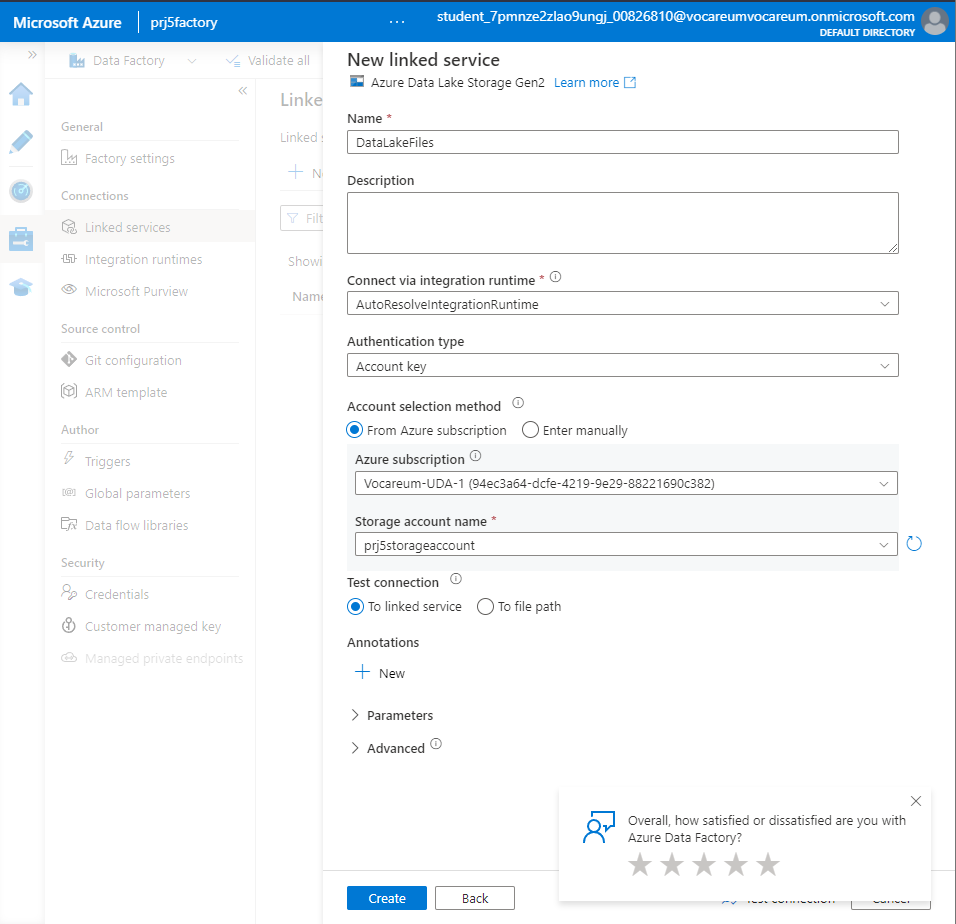 Microsoft Azure
prj5factory
...
student_7pmnze2zlao9ungj_00826810@vocareumvocareum.onmicrosoft.com
DEFAULT DIRECTORY
»
Data Factory
Validate all
«
General
Factory settings
Connections
Linked services
Integration runtimes
Microsoft Purview
Source control
Git configuration
ARM template
Author
Triggers
Global parameters
Data flow libraries
Security
Credentials
Customer managed key
Managed private endpoints
Linke
Linked s
+ N
Filt
Showi
Name
New linked service
Azure Data Lake Storage Gen2 Learn more
Name *
DataLakeFiles
Description
Connect via integration runtime *
AutoResolveIntegrationRuntime
Authentication type
Account key
Account selection method
From Azure subscription Enter manually
Azure subscription
Vocareum-UDA-1 (94ec3a64-dcfe-4219-9e29-88221690c382)
Storage account name *
prj5storageaccount
Test connection
To linked service To file path
Annotations
+ New
Parameters
Advanced
Overall, how satisfied or dissatisfied are you with
Azure Data Factory?
Create
Back
Test connection
Cancel